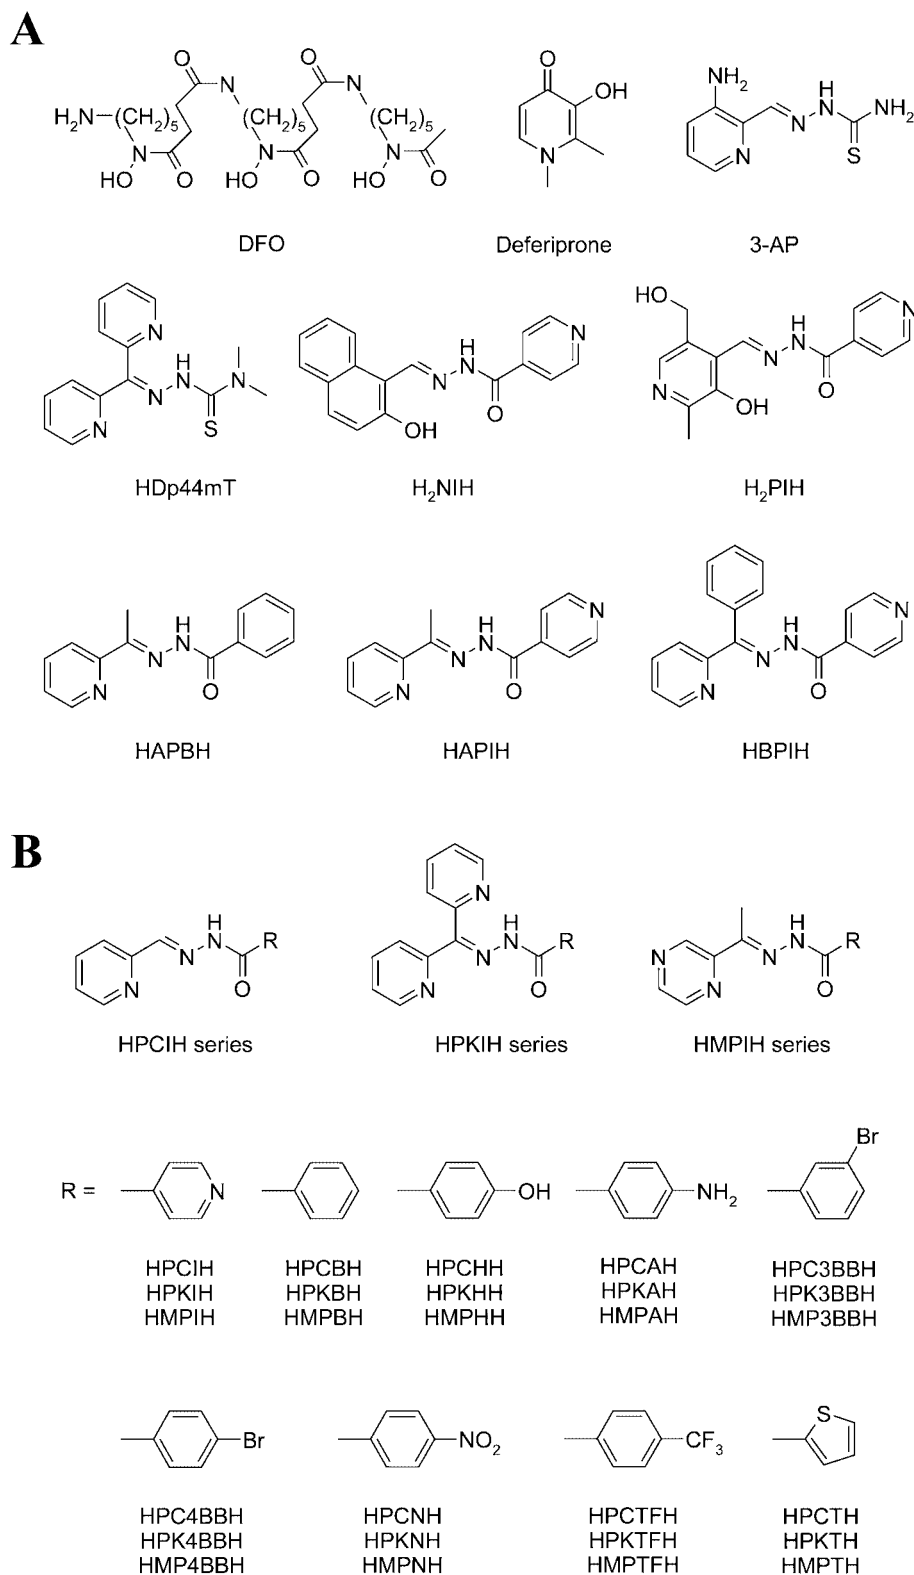 A
O
N
O
N
H₂N
(CH₂)₅
(CH₂)₅
(CH₂)₅
N
HO
O
N
HO
O
N
HO
O
DFO
O
OH
N
Deferiprone
NH₂
N
N
H
N
NH₂
S
3-AP
N
N
N
H
N
N
S
HDp44mT
N
H
N
O
N
OH
H₂NIH
HO
N
H
N
O
N
N
OH
H₂PIH
N
N
H
N
O
HAPBH
N
N
H
N
O
N
HAPIH
N
N
H
N
O
N
HBPIH
B
N
N
H
N
R
O
HPCIH series
N
N
N
H
N
R
O
HPKIH series
N
N
N
H
N
R
O
HMPIH series
R =
N
OH
NH₂
Br
HPCIH HPCBH HPCHH HPCAH HPC3BBH
HPKIH HPKBH HPKHH HPKAH HPK3BBH
HMPIH HMPBH HMPHH HMPAH HMP3BBH
Br
NO₂
CF₃
S
HPC4BBH HPCNH HPCTFH HPCTH
HPK4BBH HPKNH HPKTFH HPKTH
HMP4BBH HMPNH HMPTFH HMPTH